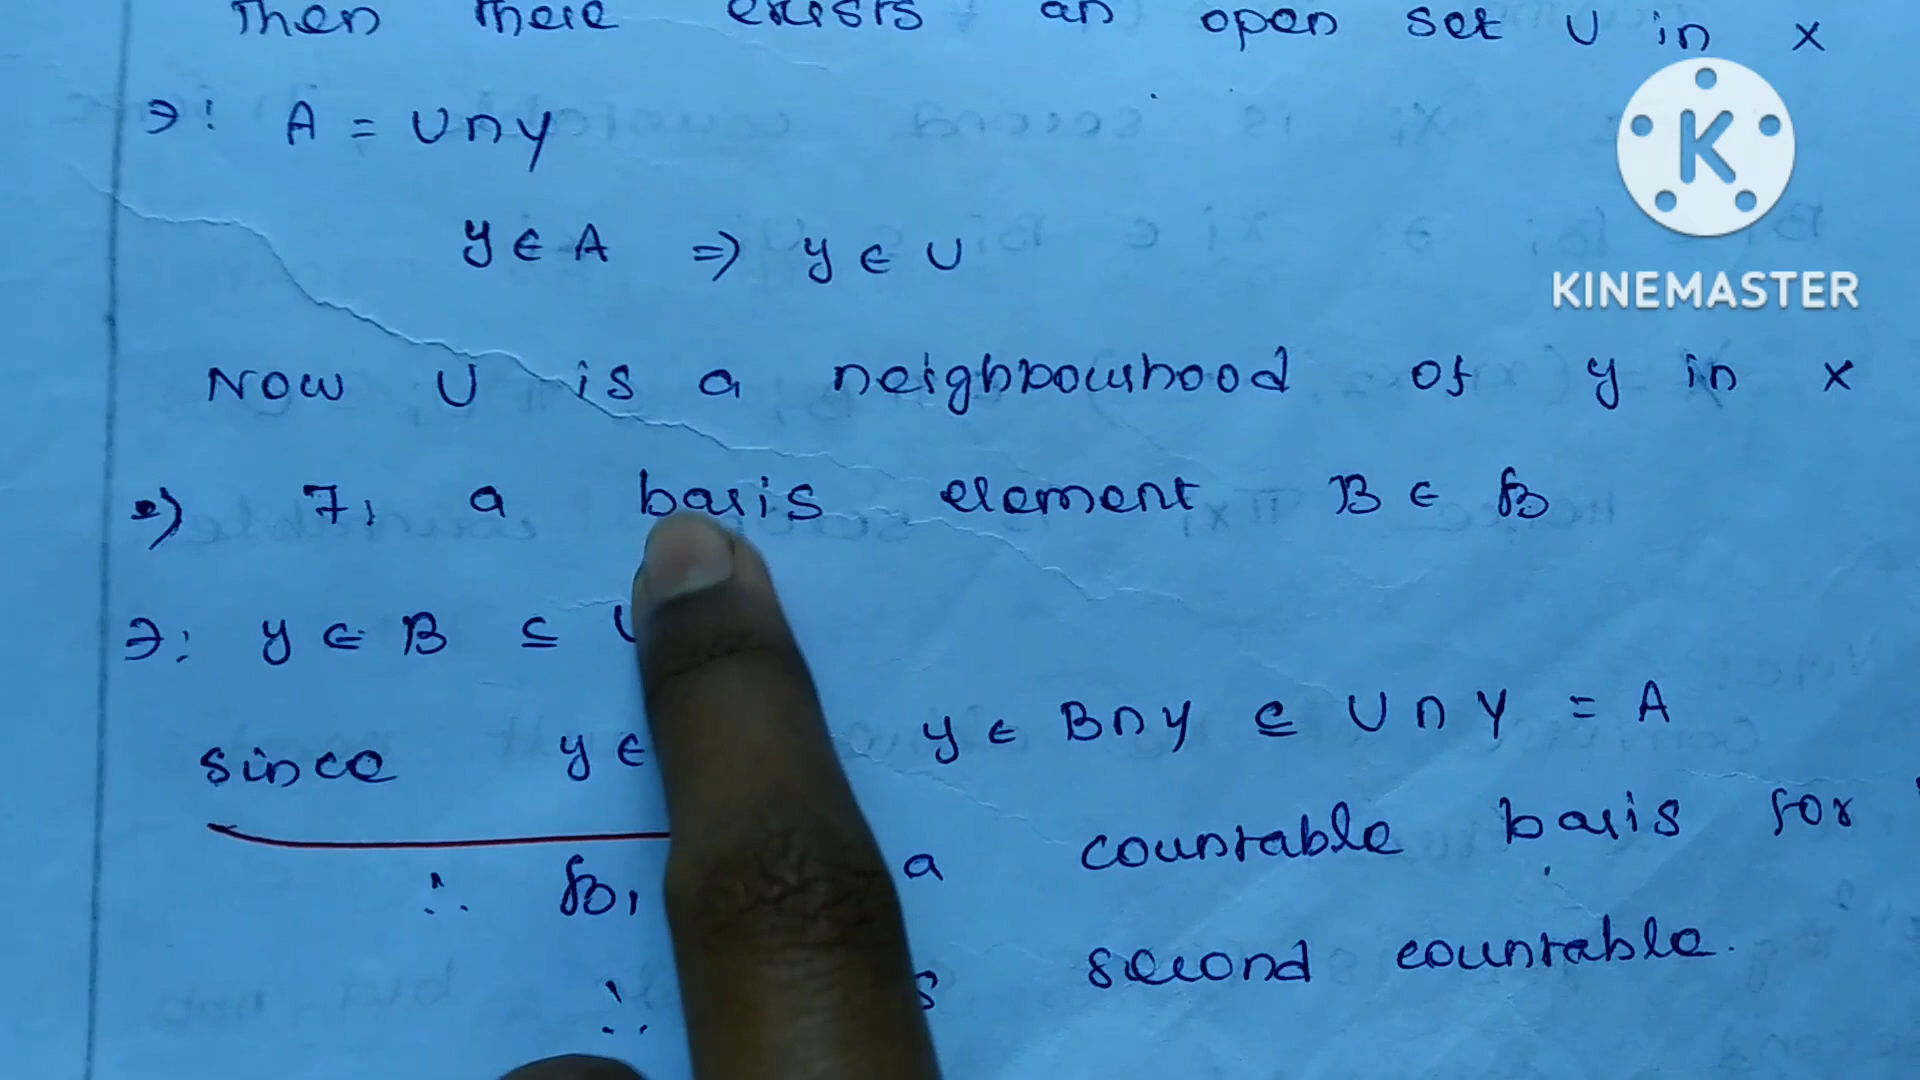 Then there exists an open set U in X
∋: A = U∩Y
y ∈ A ⇒ y ∈ U
Now U is a neighbourhood of y in X
⇒ ∃, a basis element B ∈ ℬ
∋: y ∈ B ⊆ U
since y ∈ y ∈ B∩Y ⊆ U∩Y = A
∴ ℬ, a countable basis for
∴ s second countable.
KINEMASTER